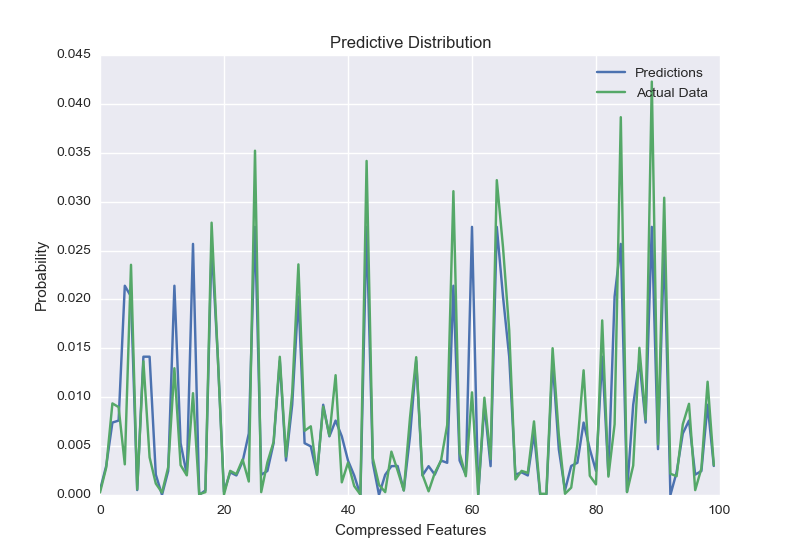 Predictive Distribution
0.045
0.040
0.035
0.030
0.025
0.020
0.015
0.010
0.005
0.000
Probability
Predictions
Actual Data
0 20 40 60 80 100
Compressed Features